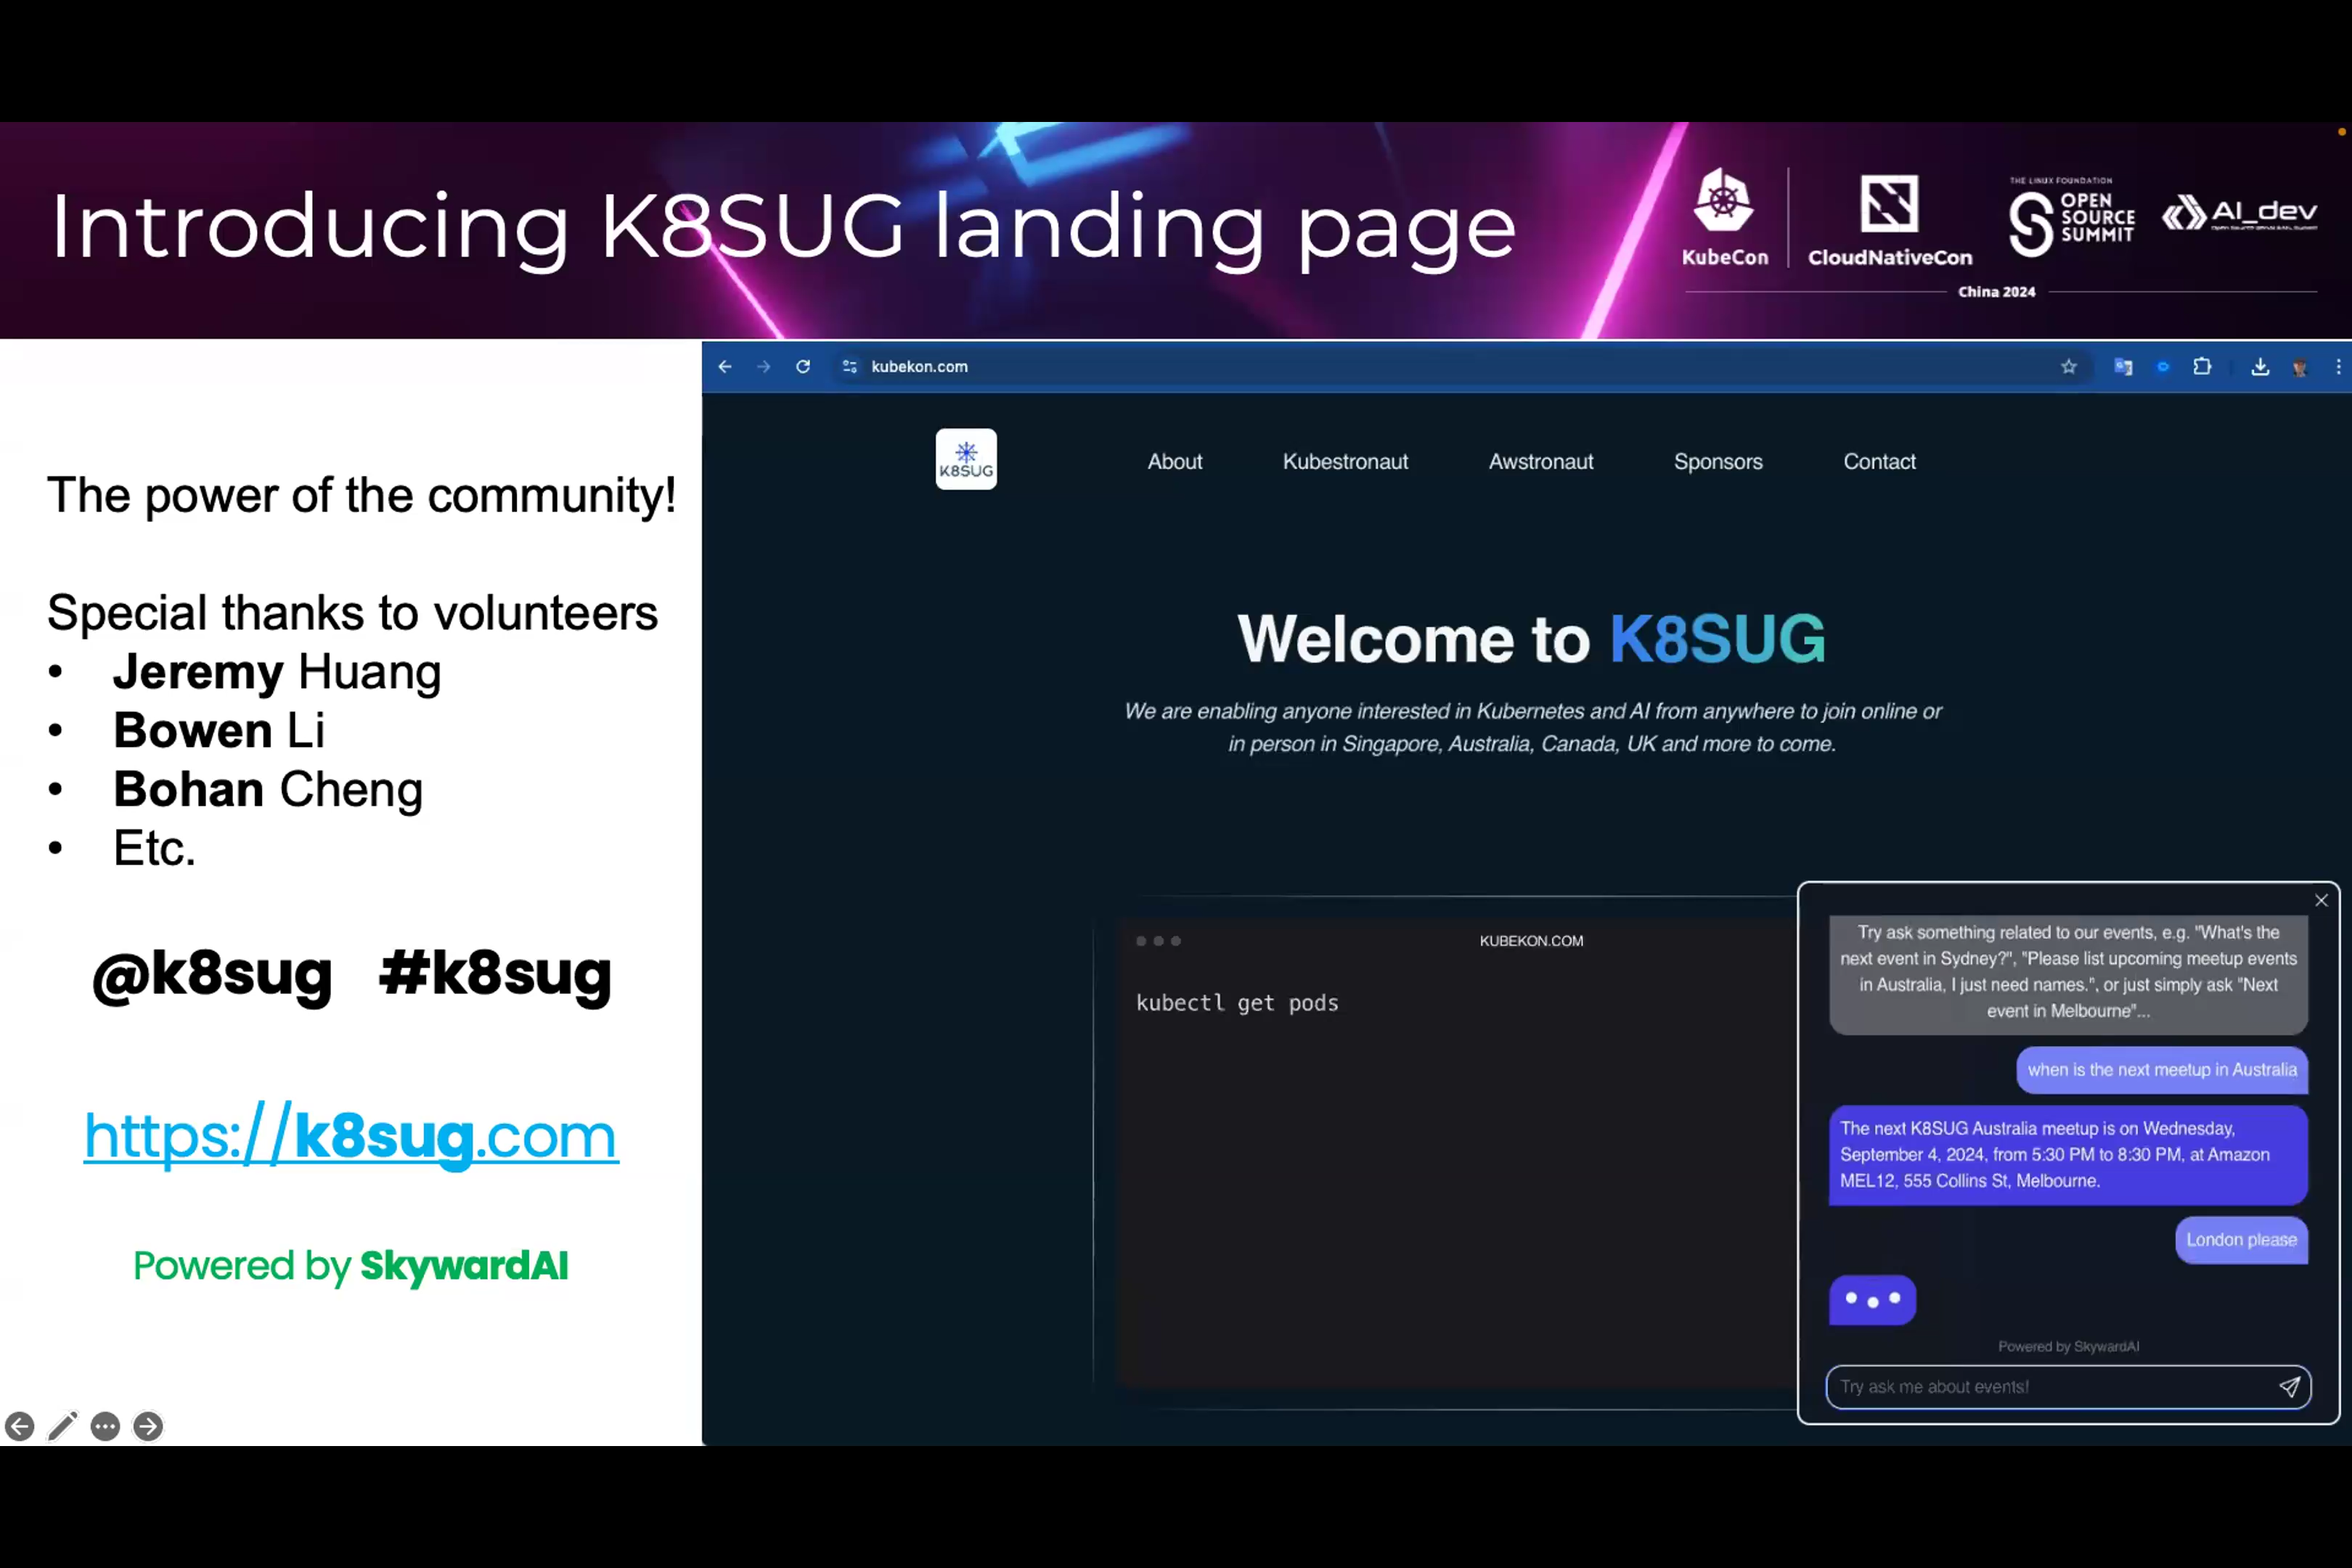 Introducing K8SUG landing page
KubeCon
CloudNativeCon
THE LINUX FOUNDATION
OPEN
SOURCE
SUMMIT
AI_dev
China 2024
The power of the community!
Special thanks to volunteers
• Jeremy Huang
• Bowen Li
• Bohan Cheng
• Etc.
@k8sug #k8sug
https://k8sug.com
Powered by SkywardAI
kubekon.com
K8SUG
About
Kubestronaut
Awstronaut
Sponsors
Contact
Welcome to K8SUG
We are enabling anyone interested in Kubernetes and AI from anywhere to join online or
in person in Singapore, Australia, Canada, UK and more to come.
KUBEKON.COM
kubectl get pods
Try ask something related to our events, e.g. "What's the
next event in Sydney?", "Please list upcoming meetup events
in Australia, I just need names.", or just simply ask "Next
event in Melbourne"...
when is the next meetup in Australia
The next K8SUG Australia meetup is on Wednesday,
September 4, 2024, from 5:30 PM to 8:30 PM, at Amazon
MEL12, 555 Collins St, Melbourne.
London please
Powered by SkywardAI
Try ask me about events!